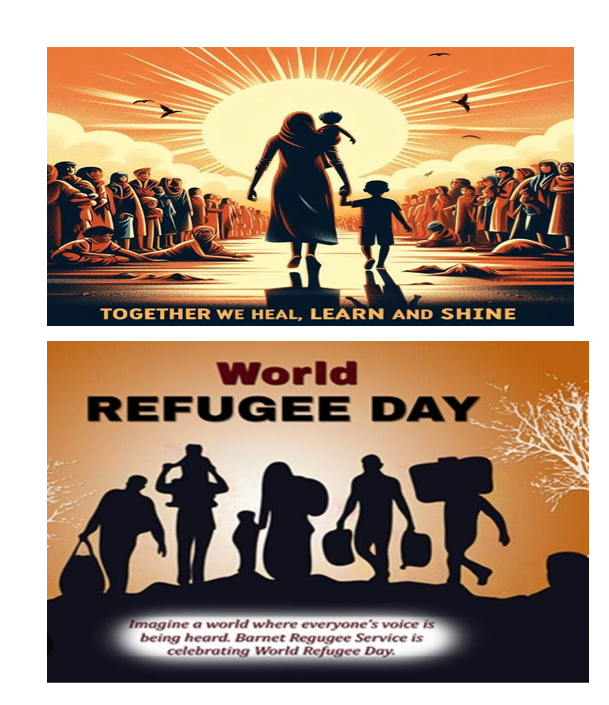 TOGETHER WE HEAL, LEARN AND SHINE
World
REFUGEE DAY
Imagine a world where everyone's voice is
being heard. Barnet Regugee Service is
celebrating World Refugee Day.